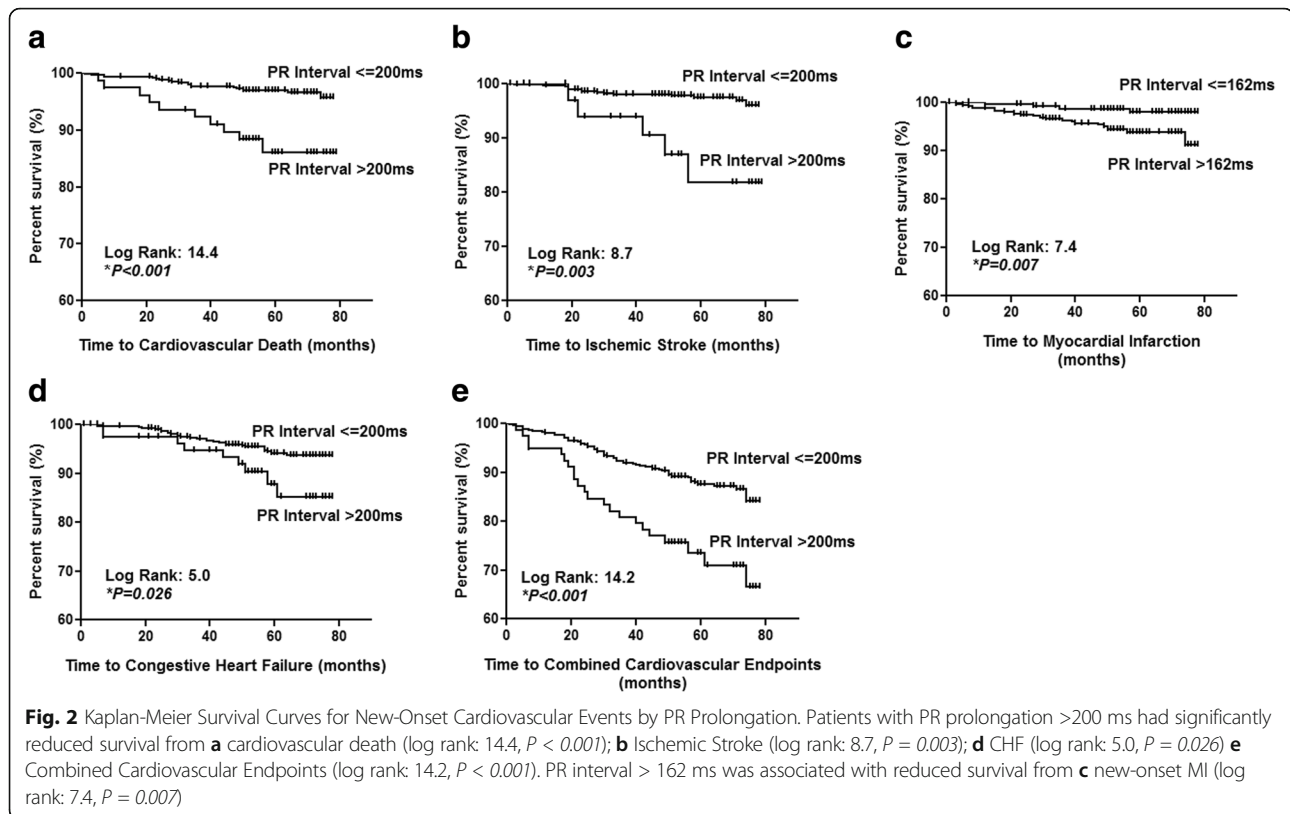 a
100
90
80
70
60
Percent survival (%)
PR Interval <=200ms
PR Interval >200ms
Log Rank: 14.4
*P<0.001
0 20 40 60 80
Time to Cardiovascular Death (months)
b
100
90
80
70
60
Percent survival (%)
PR Interval <=200ms
PR Interval >200ms
Log Rank: 8.7
*P=0.003
0 20 40 60 80
Time to Ischemic Stroke (months)
c
100
90
80
70
60
Percent survival (%)
PR Interval <=162ms
PR Interval >162ms
Log Rank: 7.4
*P=0.007
0 20 40 60 80
Time to Myocardial Infarction
(months)
d
100
90
80
70
60
Percent survival (%)
PR Interval <=200ms
PR Interval >200ms
Log Rank: 5.0
*P=0.026
0 20 40 60 80
Time to Congestive Heart Failure (months)
e
100
90
80
70
60
Percent survival (%)
PR Interval <=200ms
PR Interval >200ms
Log Rank: 14.2
*P<0.001
0 20 40 60 80
Time to Combined Cardiovascular Endpoints
(months)
Fig. 2 Kaplan-Meier Survival Curves for New-Onset Cardiovascular Events by PR Prolongation. Patients with PR prolongation >200 ms had significantly
reduced survival from a cardiovascular death (log rank: 14.4, P < 0.001); b Ischemic Stroke (log rank: 8.7, P = 0.003); d CHF (log rank: 5.0, P = 0.026) e
Combined Cardiovascular Endpoints (log rank: 14.2, P < 0.001). PR interval > 162 ms was associated with reduced survival from c new-onset MI (log
rank: 7.4, P = 0.007)